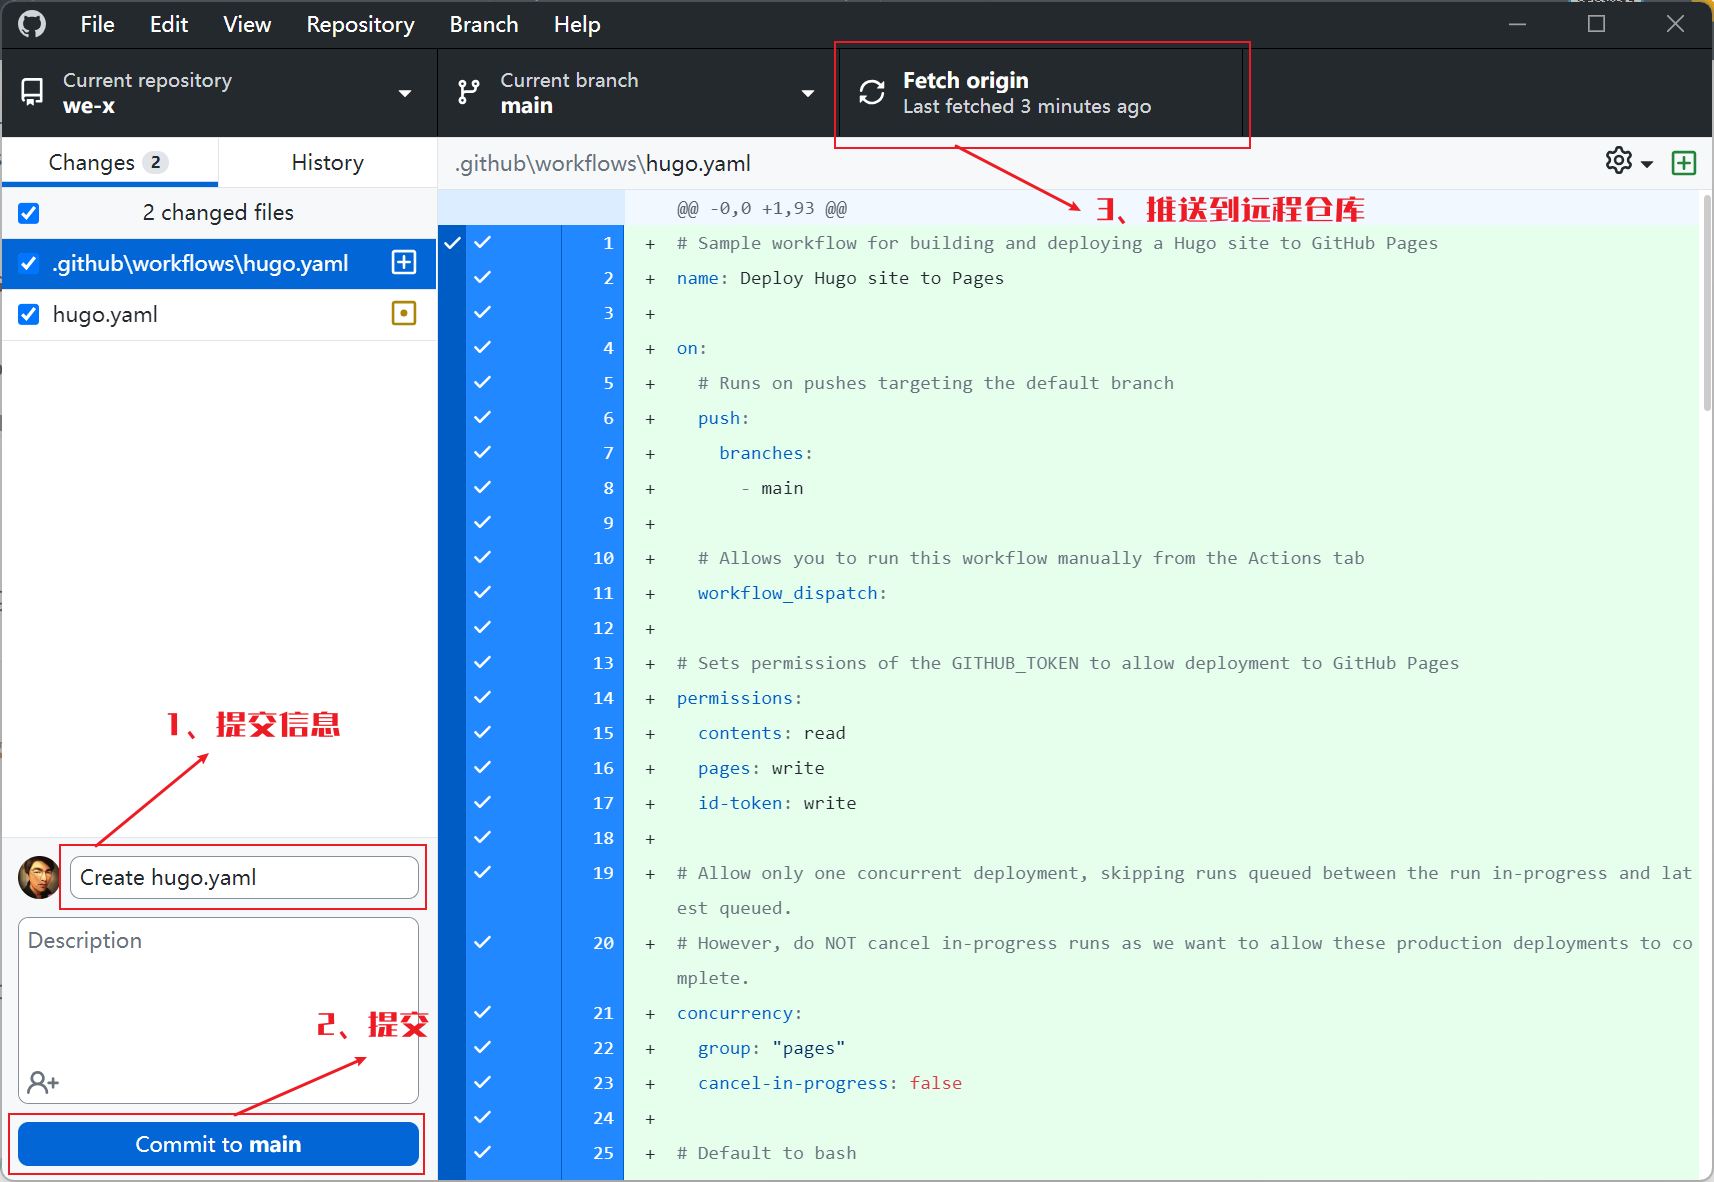 File Edit View Repository Branch Help
Current repository
we-x
Current branch
main
Fetch origin
Last fetched 3 minutes ago
Changes 2
History
2 changed files
.github\workflows\hugo.yaml
hugo.yaml
1、提交信息
Create hugo.yaml
Description
2、提交
Commit to main
.github\workflows\hugo.yaml
3、推送到远程仓库
@@ -0,0 +1,93 @@
1 + # Sample workflow for building and deploying a Hugo site to GitHub Pages
2 + name: Deploy Hugo site to Pages
3 +
4 + on:
5 + # Runs on pushes targeting the default branch
6 + push:
7 + branches:
8 + - main
9 +
10 + # Allows you to run this workflow manually from the Actions tab
11 + workflow_dispatch:
12 +
13 + # Sets permissions of the GITHUB_TOKEN to allow deployment to GitHub Pages
14 + permissions:
15 + contents: read
16 + pages: write
17 + id-token: write
18 +
19 + # Allow only one concurrent deployment, skipping runs queued between the run in-progress and lat
est queued.
20 + # However, do NOT cancel in-progress runs as we want to allow these production deployments to co
mplete.
21 + concurrency:
22 + group: "pages"
23 + cancel-in-progress: false
24 +
25 + # Default to bash